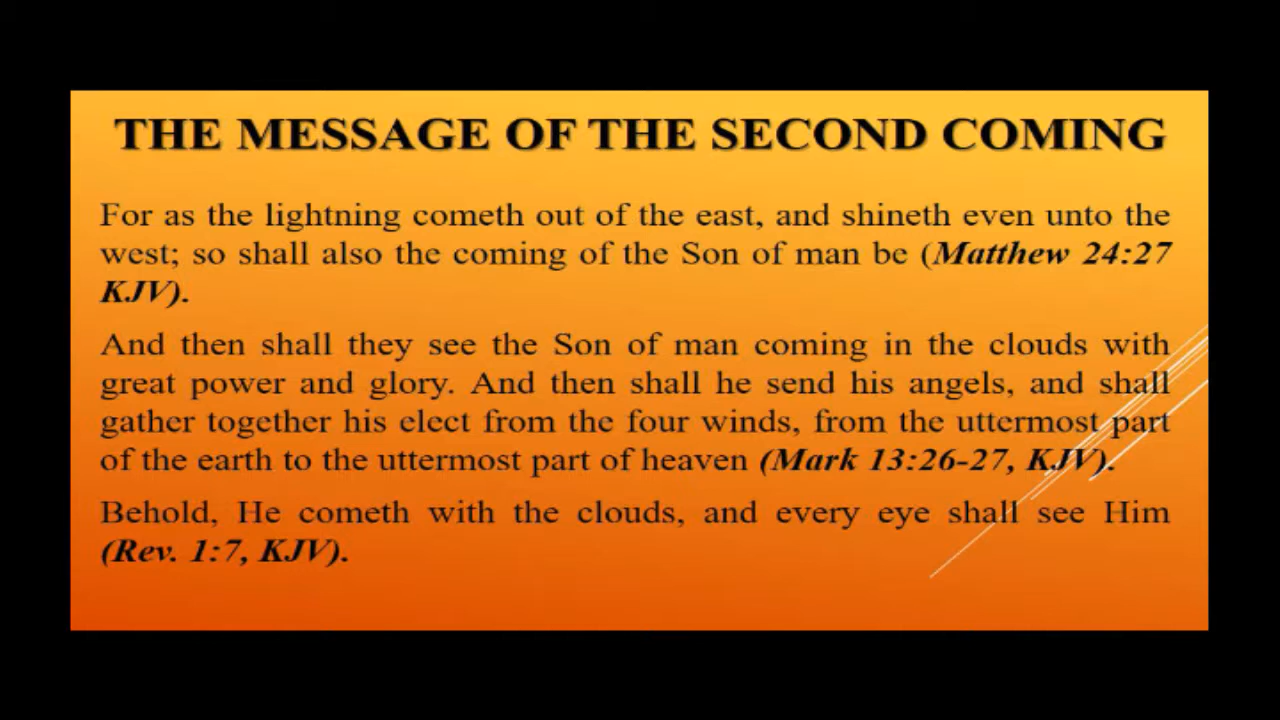 THE MESSAGE OF THE SECOND COMING
For as the lightning cometh out of the east, and shineth even unto the
west; so shall also the coming of the Son of man be (Matthew 24:27
KJV).
And then shall they see the Son of man coming in the clouds with
great power and glory. And then shall he send his angels, and shall
gather together his elect from the four winds, from the uttermost part
of the earth to the uttermost part of heaven (Mark 13:26-27, KJV).
Behold, He cometh with the clouds, and every eye shall see Him
(Rev. 1:7, KJV).